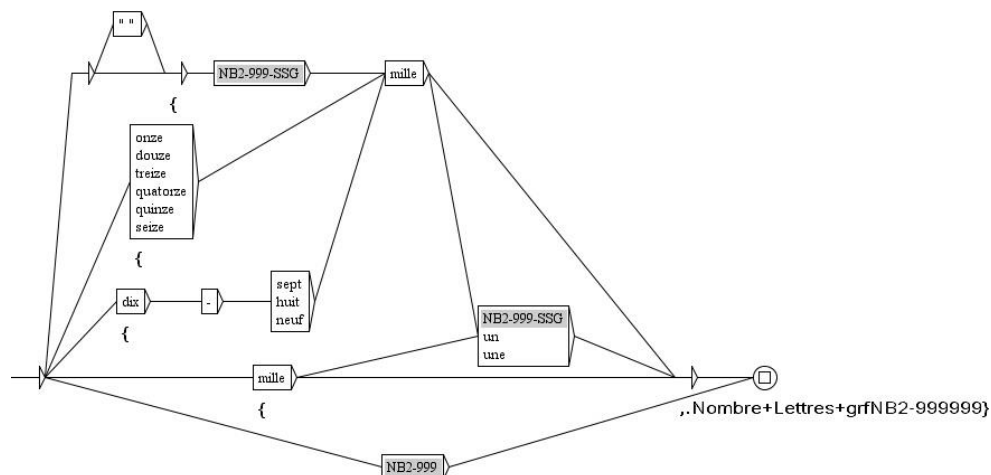 " "
NB2-999-SSG
mille
{
onze
douze
treize
quatorze
quinze
seize
{
dix
-
sept
huit
neuf
{
NB2-999-SSG
un
une
mille
{
,.Nombre+Lettres+grfNB2-999999}
NB2-999